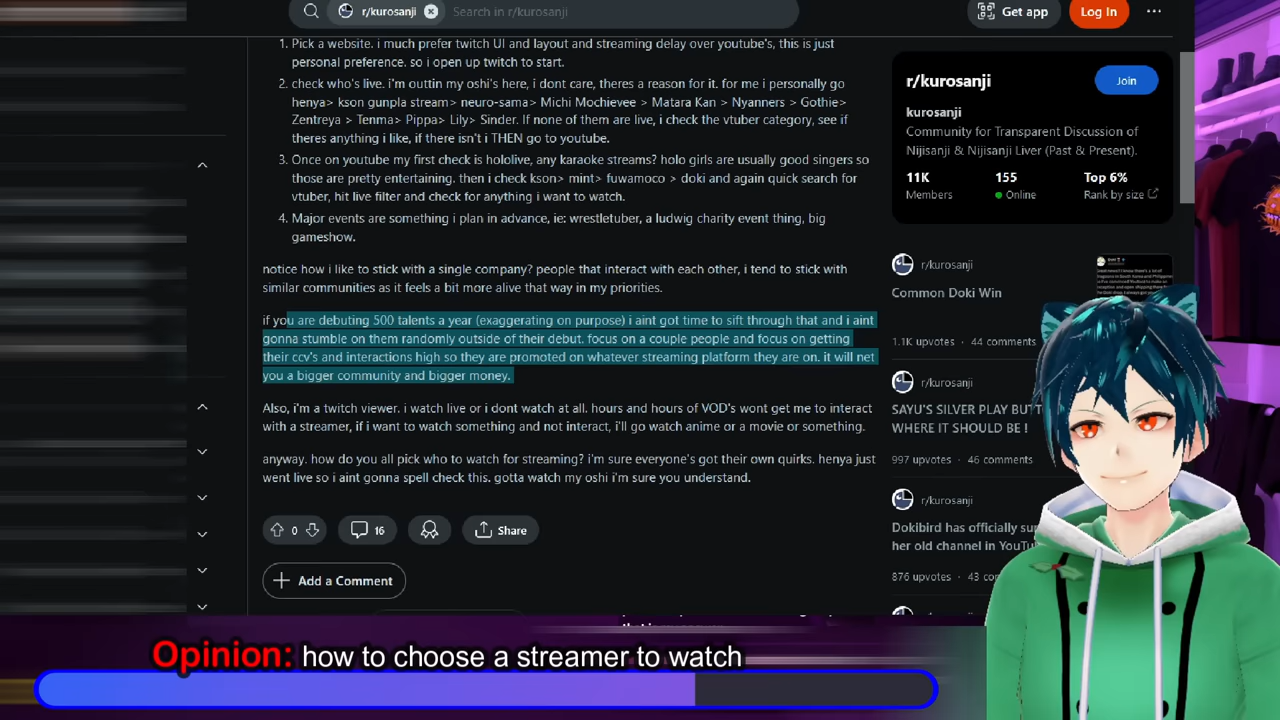 r/kurosanji
Search in r/kurosanji
Get app
Log In
1. Pick a website. i much prefer twitch UI and layout and streaming delay over youtube's, this is just
personal preference. so i open up twitch to start.
2. check who's live. i'm outtin my oshi's here, i dont care, theres a reason for it. for me i personally go
henya> kson gunpla stream> neuro-sama> Michi Mochievee > Matara Kan > Nyanners > Gothie>
Zentreya > Tenma> Pippa> Lily> Sinder. If none of them are live, i check the vtuber category, see if
theres anything i like, if there isn't i THEN go to youtube.
3. Once on youtube my first check is hololive, any karaoke streams? holo girls are usually good singers so
those are pretty entertaining. then i check kson> mint> fuwamoco > doki and again quick search for
vtuber, hit live filter and check for anything i want to watch.
4. Major events are something i plan in advance, ie: wrestletuber, a ludwig charity event thing, big
gameshow.
notice how i like to stick with a single company? people that interact with each other, i tend to stick with
similar communities as it feels a bit more alive that way in my priorities.
if you are debuting 500 talents a year (exaggerating on purpose) i aint got time to sift through that and i aint
gonna stumble on them randomly outside of their debut. focus on a couple people and focus on getting
their ccv's and interactions high so they are promoted on whatever streaming platform they are on. it will net
you a bigger community and bigger money.
Also, i'm a twitch viewer. i watch live or i dont watch at all. hours and hours of VOD's wont get me to interact
with a streamer, if i want to watch something and not interact, i'll go watch anime or a movie or something.
anyway. how do you all pick who to watch for streaming? i'm sure everyone's got their own quirks. henya just
went live so i aint gonna spell check this. gotta watch my oshi i'm sure you understand.
0
16
Share
Add a Comment
r/kurosanji
Join
kurosanji
Community for Transparent Discussion of
Nijisanji & Nijisanji Liver (Past & Present).
11K
155
Top 6%
Members
Online
Rank by size
r/kurosanji
Common Doki Win
1.1K upvotes · 44 comments
r/kurosanji
SAYU'S SILVER PLAY
WHERE IT SHOULD BE !
997 upvotes · 46 comments
r/kurosanji
Dokibird has officially
her old channel in
876 upvotes · 43
Opinion: how to choose a streamer to watch